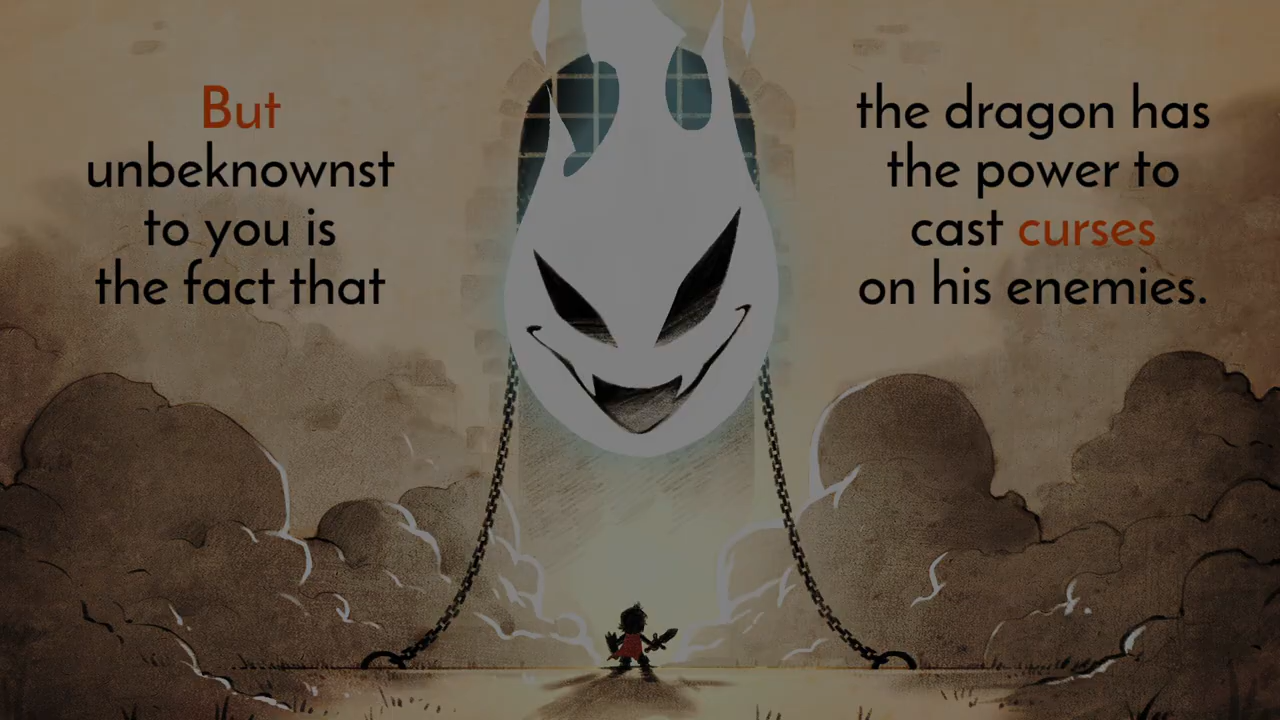 But
unbeknownst
to you is
the fact that
the dragon has
the power to
cast curses
on his enemies.